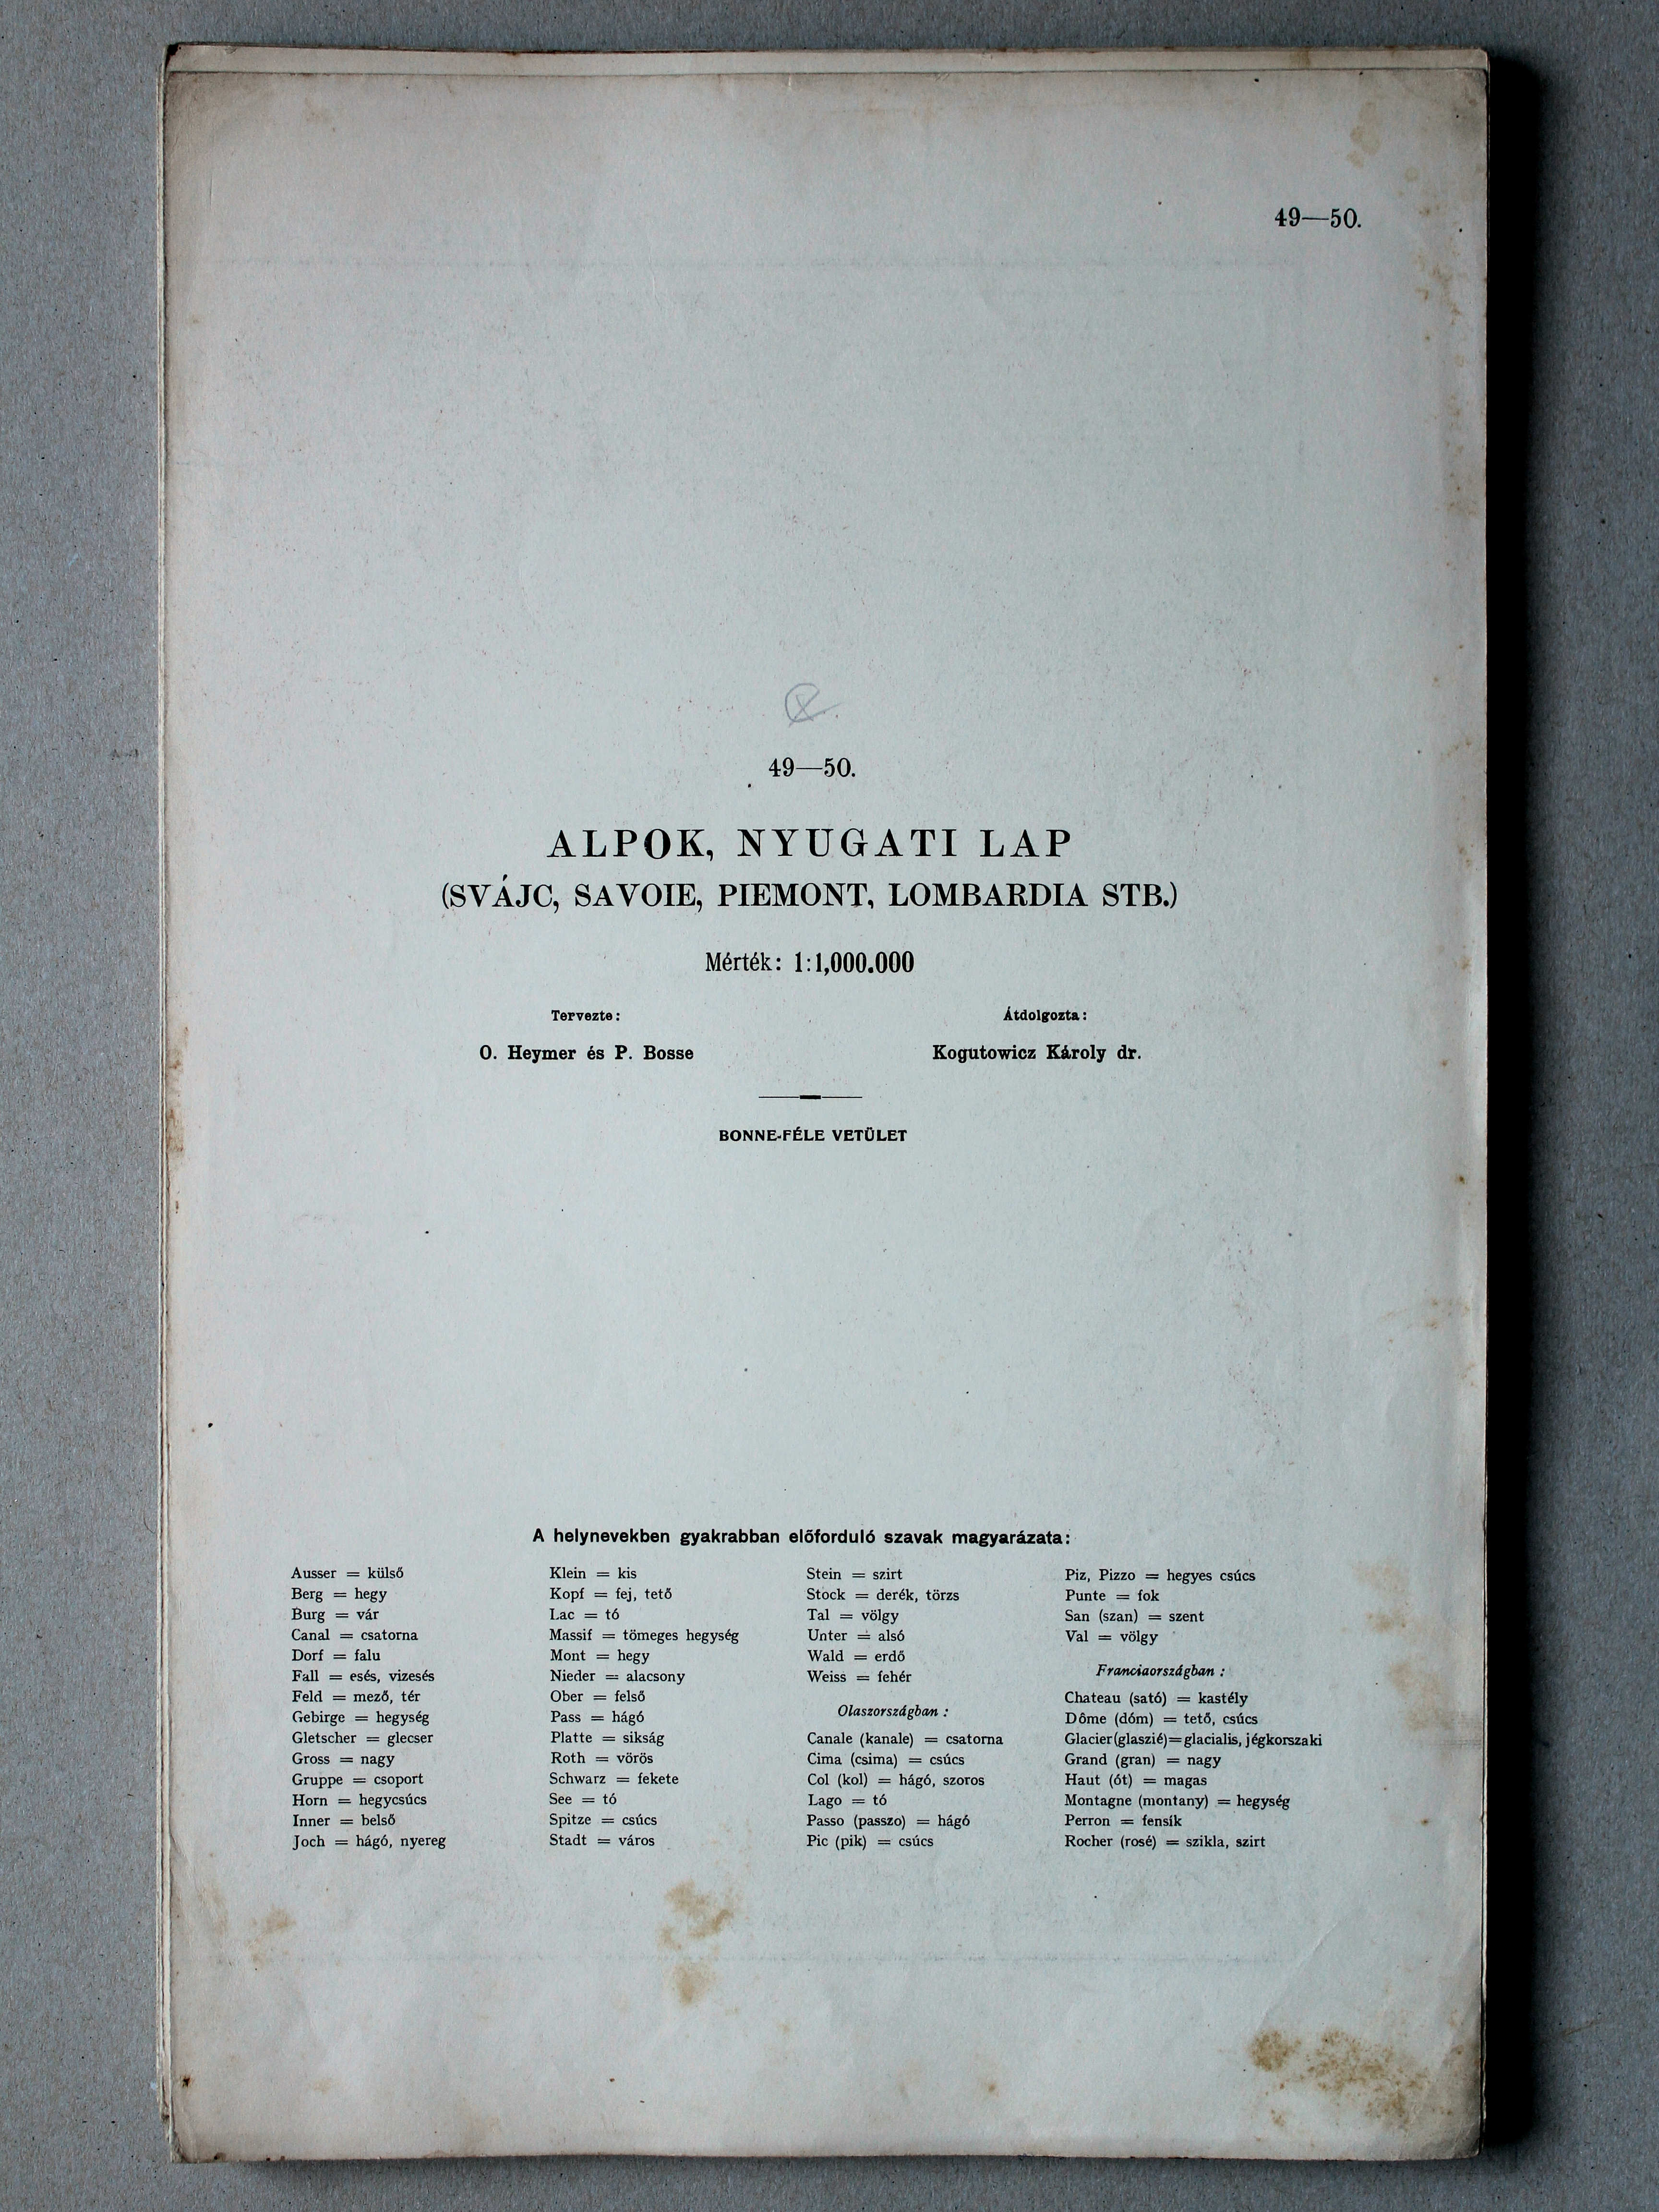 49—50.
49—50.
ALPOK, NYUGATI LAP
(SVÁJC, SAVOIE, PIEMONT, LOMBARDIA STB.)
Mérték: 1:1,000.000
Tervezte:
O. Heymer és P. Bosse
Átdolgozta:
Kogutowicz Károly dr.
BONNE-FÉLE VETÜLET
A helynevekben gyakrabban előforduló szavak magyarázata:
Ausser = külső
Berg = hegy
Burg = vár
Canal = csatorna
Dorf = falu
Fall = esés, vizesés
Feld = mező, tér
Gebirge = hegység
Gletscher = glecser
Gross = nagy
Gruppe = csoport
Horn = hegycsúcs
Inner = belső
Joch = hágó, nyereg
Klein = kis
Kopf = fej, tető
Lac = tó
Massif = tömeges hegység
Mont = hegy
Nieder = alacsony
Ober = felső
Pass = hágó
Platte = sikság
Roth = vörös
Schwarz = fekete
See = tó
Spitze = csúcs
Stadt = város
Stein = szirt
Stock = derék, törzs
Tal = völgy
Unter = alsó
Wald = erdő
Weiss = fehér
Olaszországban:
Canale (kanale) = csatorna
Cima (csima) = csúcs
Col (kol) = hágó, szoros
Lago = tó
Passo (passzo) = hágó
Pic (pik) = csúcs
Piz, Pizzo = hegyes csúcs
Punte = fok
San (szan) = szent
Val = völgy
Franciaországban:
Chateau (sató) = kastély
Dôme (dóm) = tető, csúcs
Glacier (glaszié) = glacialis, jégkorszaki
Grand (gran) = nagy
Haut (ót) = magas
Montagne (montany) = hegység
Perron = fensík
Rocher (rosé) = szikla, szirt